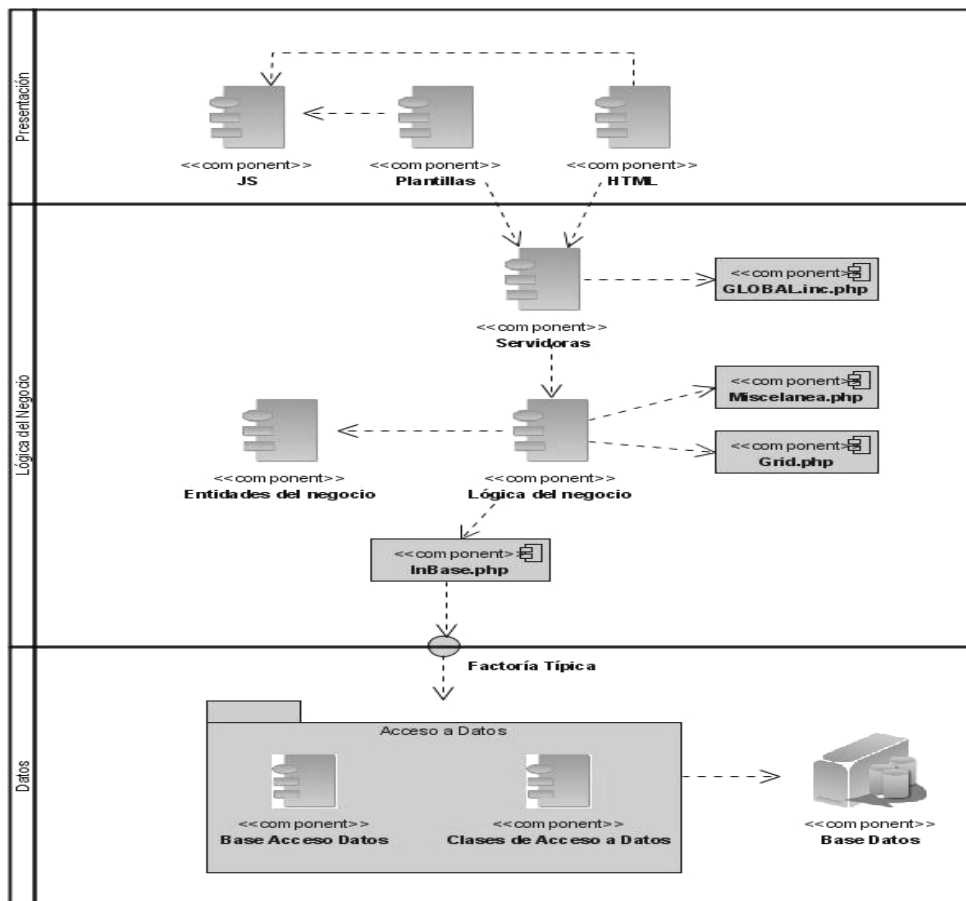 Presentación
<<component>>
JS
<<component>>
Plantillas
<<component>>
HTML
Lógica del Negocio
<<component>>
Servidoras
<<component>>
GLOBAL.inc.php
<<component>>
Miscelanea.php
<<component>>
Grid.php
<<component>>
Entidades del negocio
<<component>>
Lógica del negocio
<<component>>
InBase.php
Datos
Factoría Típica
Acceso a Datos
<<component>>
Base Acceso Datos
<<component>>
Clases de Acceso a Datos
<<component>>
Base Datos